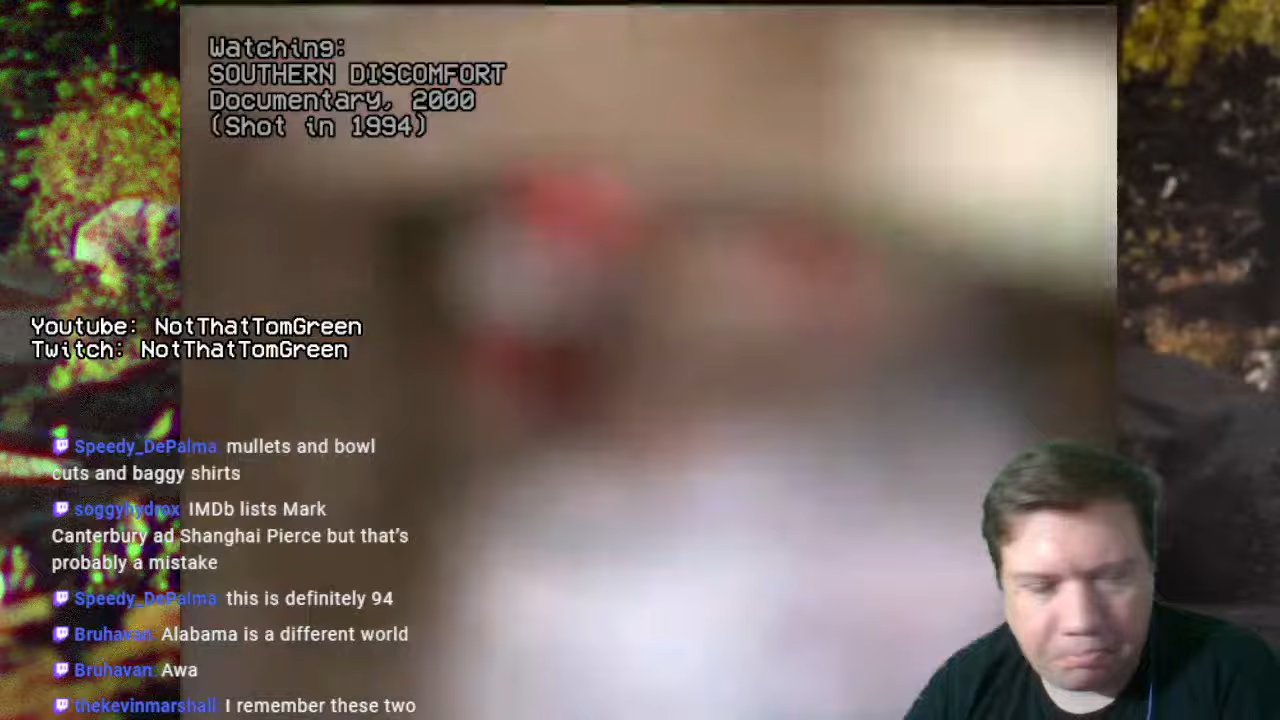 Watching:
SOUTHERN DISCOMFORT
Documentary, 2000
(Shot in 1994)
Youtube: NotThatTomGreen
Twitch: NotThatTomGreen
Speedy_DePalma mullets and bowl
cuts and baggy shirts
soggyhydrox IMDb lists Mark
Canterbury ad Shanghai Pierce but that's
probably a mistake
Speedy_DePalma this is definitely 94
Bruhavan Alabama is a different world
Bruhavan Awa
thekevinmarshall I remember these two